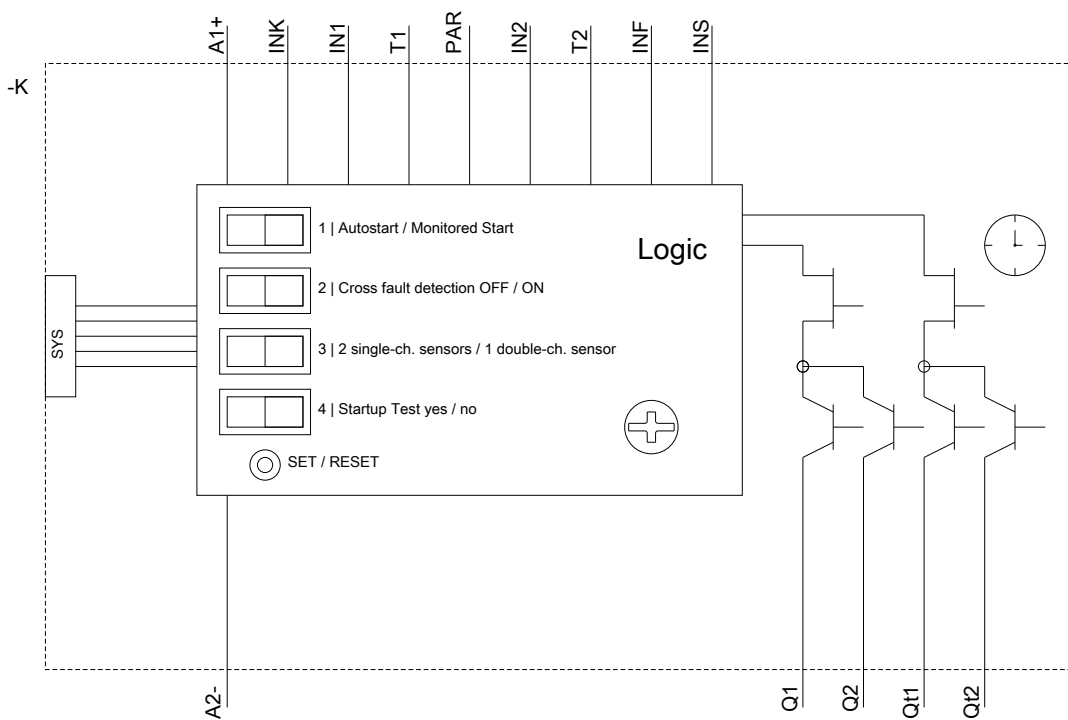 A1+
INK
IN1
T1
PAR
IN2
T2
INF
INS
-K
1 | Autostart / Monitored Start
Logic
2 | Cross fault detection OFF / ON
SYS
3 | 2 single-ch. sensors / 1 double-ch. sensor
4 | Startup Test yes / no
SET / RESET
A2-
Q1
Q2
Qt1
Qt2